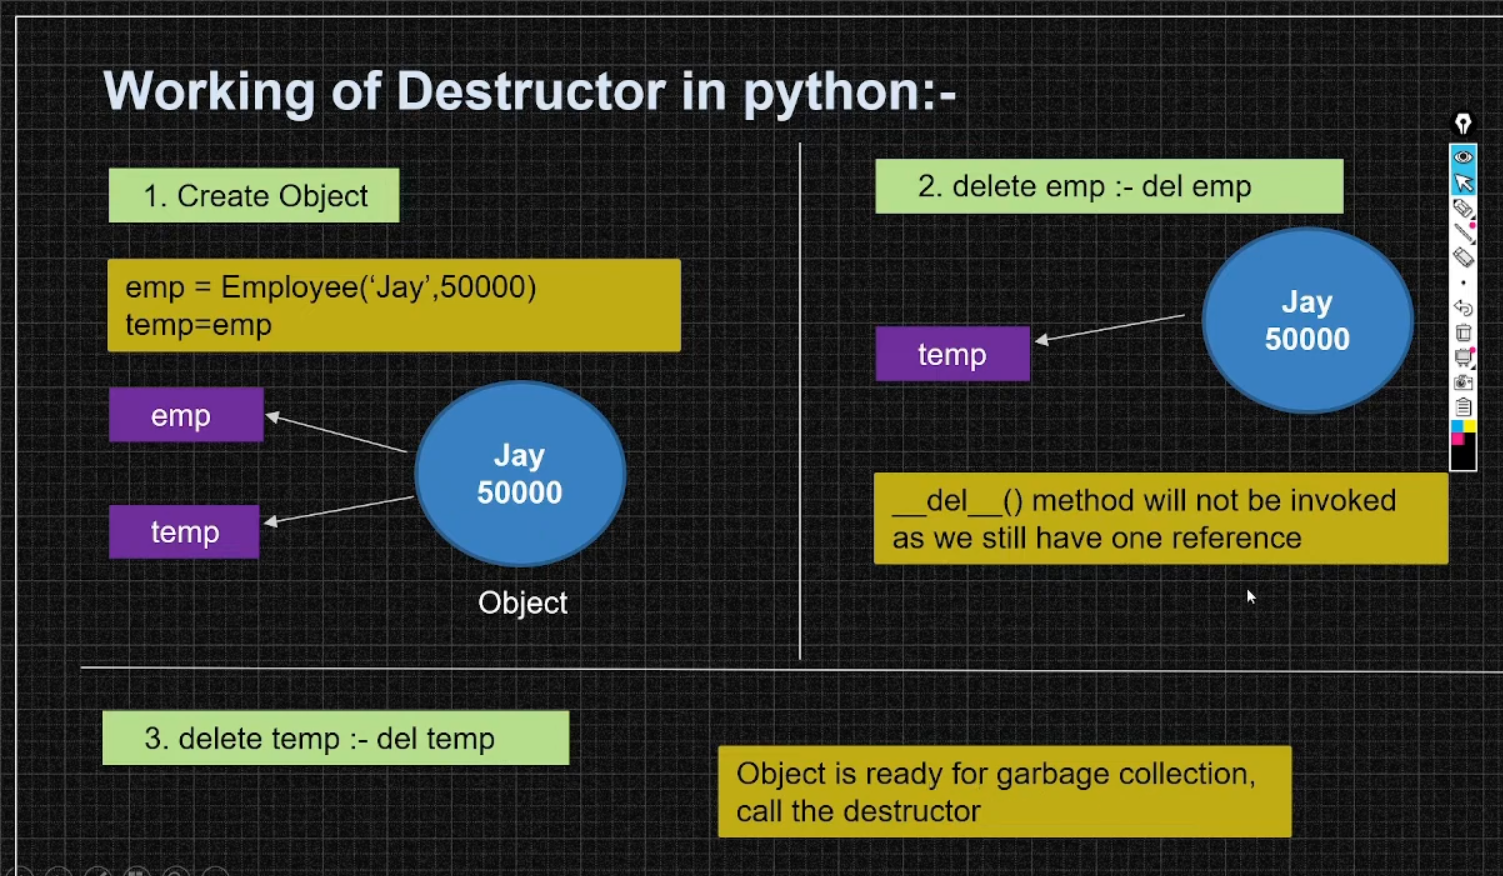 Working of Destructor in python:-
1. Create Object
emp = Employee(‘Jay’,50000)
temp=emp
emp
temp
Jay
50000
Object
2. delete emp :- del emp
Jay
50000
temp
__del__() method will not be invoked
as we still have one reference
3. delete temp :- del temp
Object is ready for garbage collection,
call the destructor